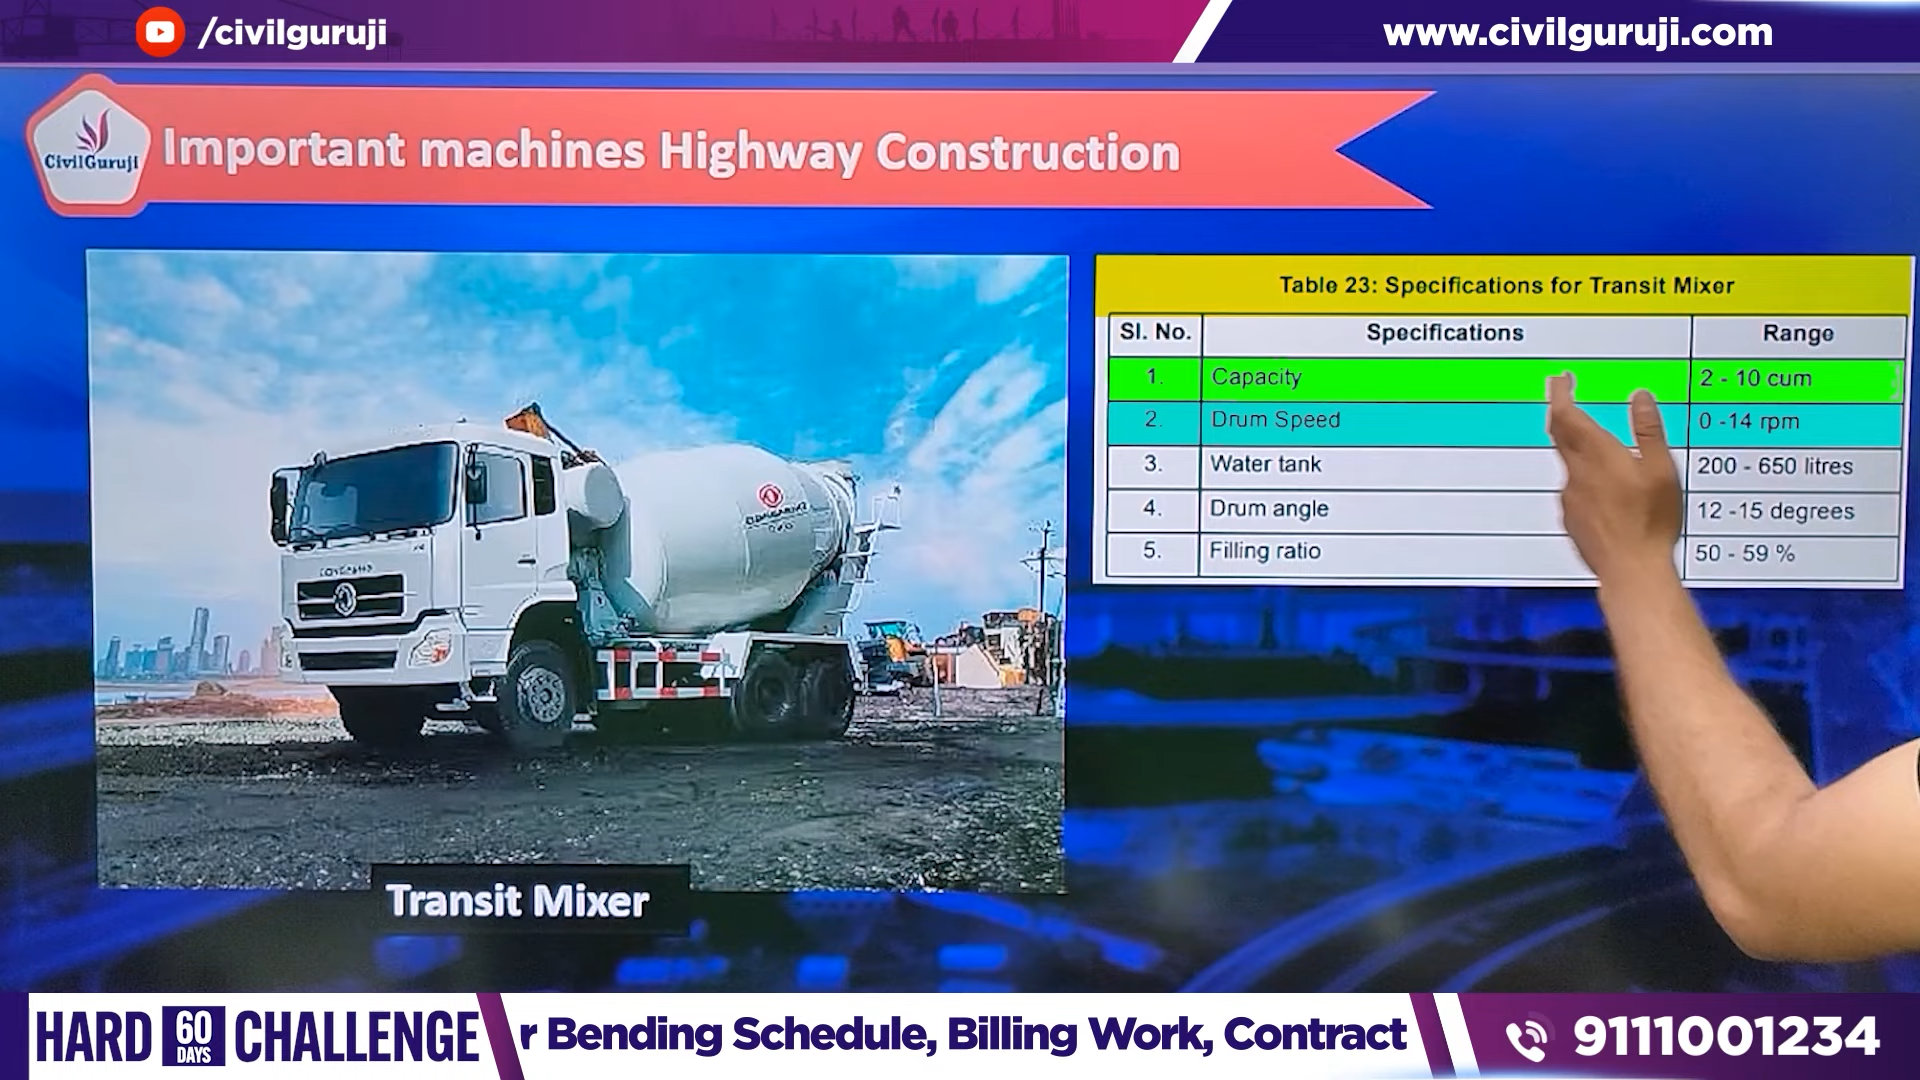 /civilguruji
www.civilguruji.com
CivilGuruji
Important machines Highway Construction
Table 23: Specifications for Transit Mixer
Sl. No. Specifications Range
1. Capacity 2 - 10 cum
2. Drum Speed 0 -14 rpm
3. Water tank 200 - 650 litres
4. Drum angle 12 -15 degrees
5. Filling ratio 50 - 59 %
Transit Mixer
HARD 60 DAYS CHALLENGE
r Bending Schedule, Billing Work, Contract
9111001234